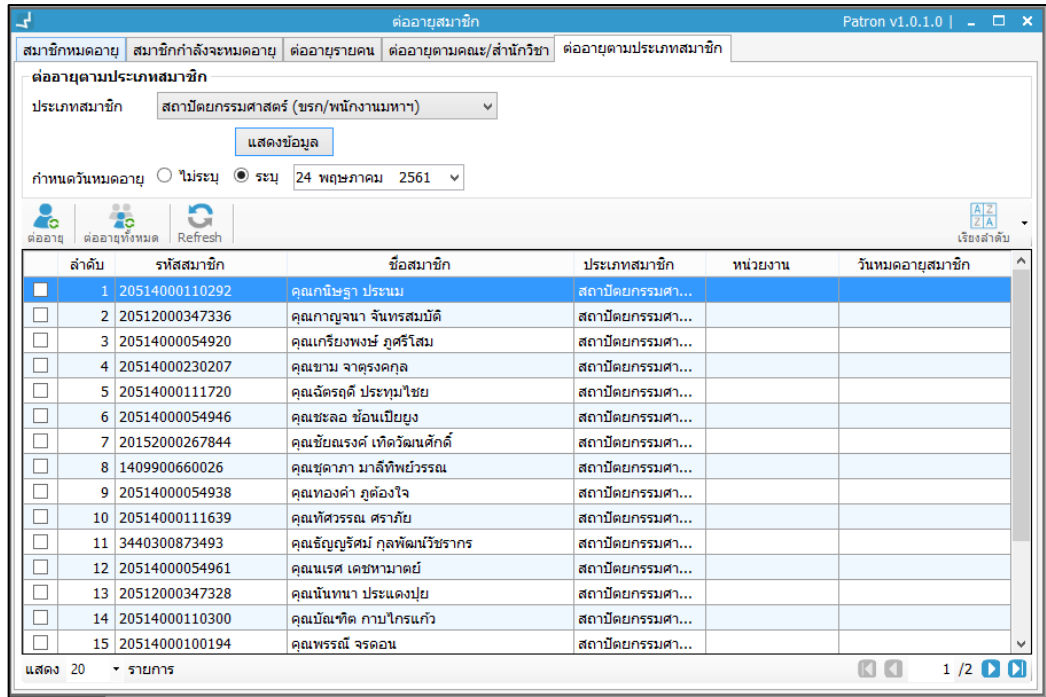 ต่ออายุสมาชิก Patron v1.0.1.0 |
สมาชิกหมดอายุ สมาชิกกำลังจะหมดอายุ ต่ออายุรายคน ต่ออายุตามคณะ/สำนักวิชา ต่ออายุตามประเภทสมาชิก
ต่ออายุตามประเภทสมาชิก
ประเภทสมาชิก สถาปัตยกรรมศาสตร์ (ขรก/พนักงานมหาฯ)
แสดงข้อมูล
กำหนดวันหมดอายุ ไม่ระบุ ระบุ 24 พฤษภาคม 2561
ต่ออายุ ต่ออายุทั้งหมด Refresh เรียงลำดับ
ลำดับ รหัสสมาชิก ชื่อสมาชิก ประเภทสมาชิก หน่วยงาน วันหมดอายุสมาชิก
1 20514000110292 คุณกนิษฐา ประนม สถาปัตยกรรมศา...
2 20512000347336 คุณกาญจนา จันทรสมบัติ สถาปัตยกรรมศา...
3 20514000054920 คุณเกรียงพงษ์ ภูศรีโสม สถาปัตยกรรมศา...
4 20514000230207 คุณขาม จาตุรงคกุล สถาปัตยกรรมศา...
5 20514000111720 คุณฉัตรฤดี ประทุมไชย สถาปัตยกรรมศา...
6 20514000054946 คุณชะลอ ช้อนเปียยูง สถาปัตยกรรมศา...
7 20152000267844 คุณชัยณรงค์ เทิดวัฒนศักดิ์ สถาปัตยกรรมศา...
8 1409900660026 คุณชุดาภา มาลีทิพย์วรรณ สถาปัตยกรรมศา...
9 20514000054938 คุณทองคำ ภูต้องใจ สถาปัตยกรรมศา...
10 20514000111639 คุณทัศวรรณ ศราภัย สถาปัตยกรรมศา...
11 3440300873493 คุณธัญญรัศม์ กุลพัฒน์วัชรากร สถาปัตยกรรมศา...
12 20514000054961 คุณนเรศ เดชหามาตย์ สถาปัตยกรรมศา...
13 20512000347328 คุณนันทนา ประแดงปุย สถาปัตยกรรมศา...
14 20514000110300 คุณบัณฑิต กาบไกรแก้ว สถาปัตยกรรมศา...
15 20514000100194 คุณพรรณี จรดอน สถาปัตยกรรมศา...
แสดง 20 รายการ 1 /2